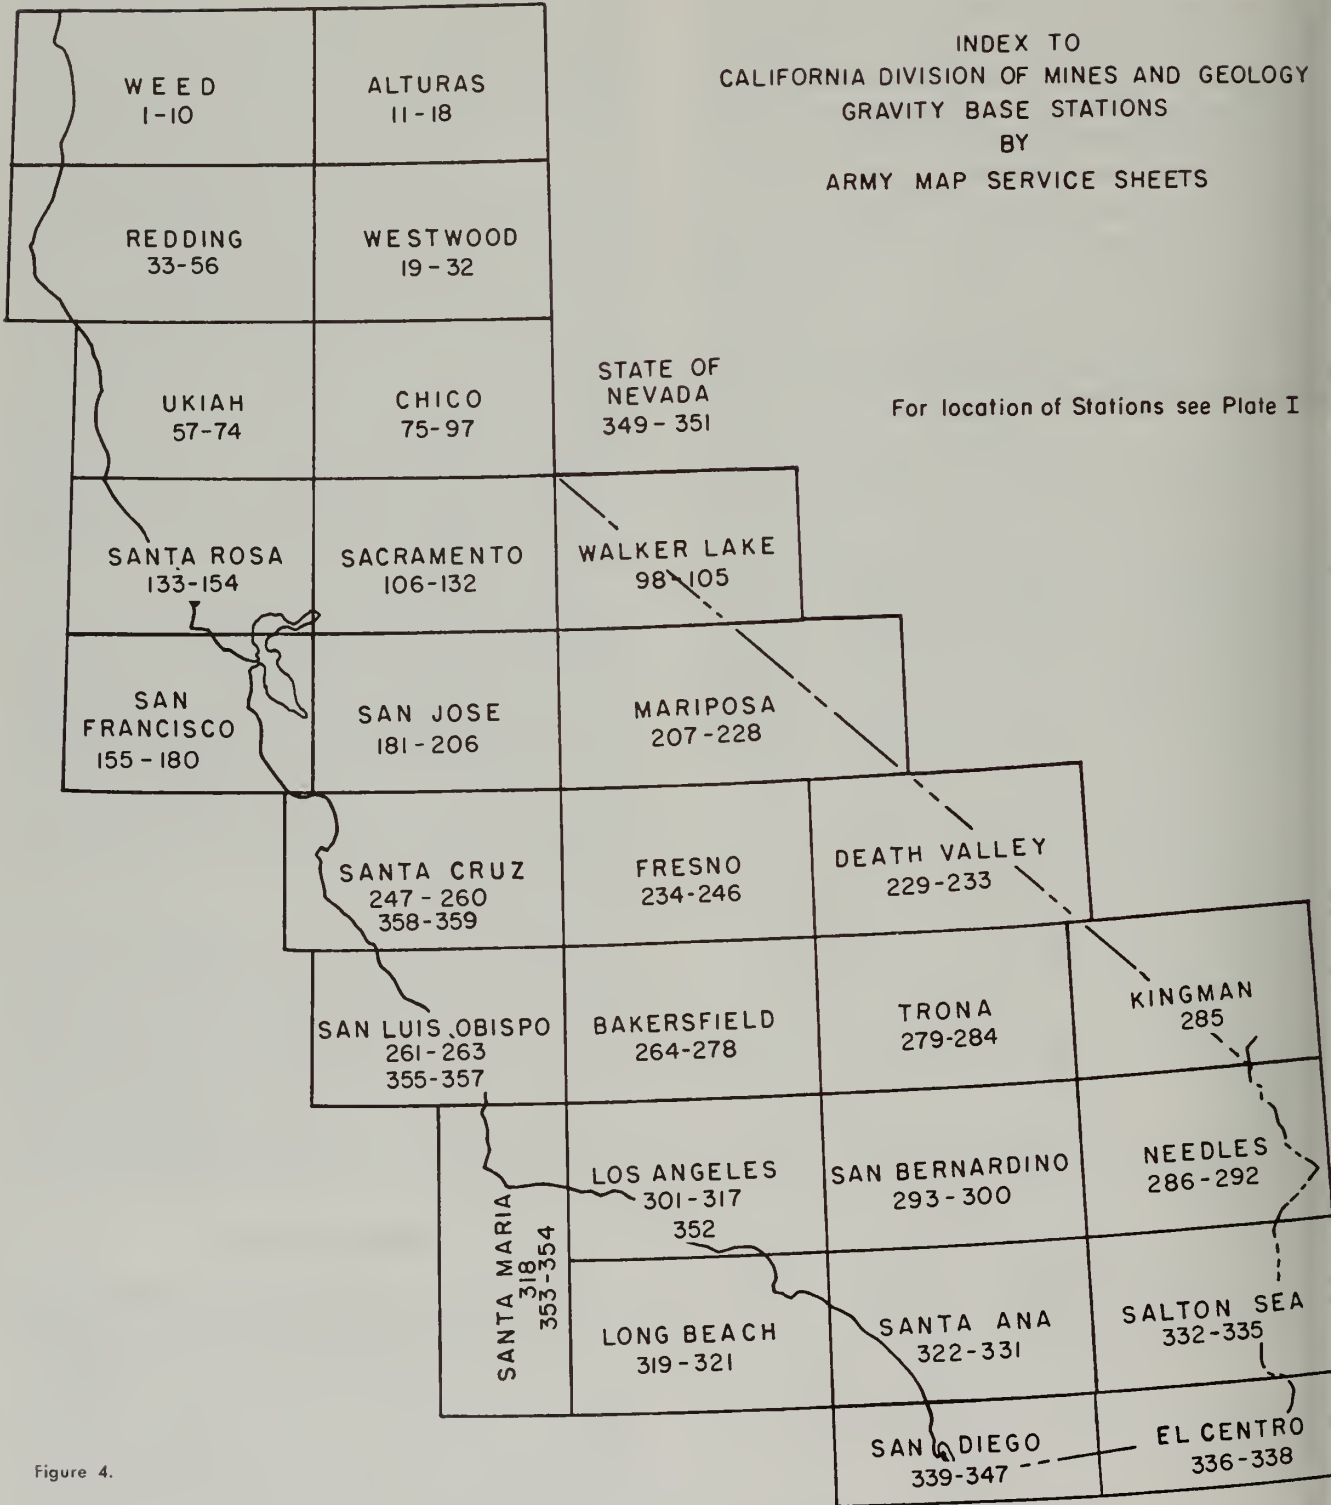 INDEX TO
CALIFORNIA DIVISION OF MINES AND GEOLOGY
GRAVITY BASE STATIONS
BY
ARMY MAP SERVICE SHEETS
WEED
1-10
ALTURAS
11-18
REDDING
33-56
WESTWOOD
19-32
UKIAH
57-74
CHICO
75-97
STATE OF
NEVADA
349-351
For location of Stations see Plate I
SANTA ROSA
133-154
SACRAMENTO
106-132
WALKER LAKE
98-105
SAN
FRANCISCO
155-180
SAN JOSE
181-206
MARIPOSA
207-228
SANTA CRUZ
247-260
358-359
FRESNO
234-246
DEATH VALLEY
229-233
SAN LUIS OBISPO
261-263
355-357
BAKERSFIELD
264-278
TRONA
279-284
KINGMAN
285
SANTA MARIA
318
353-354
LOS ANGELES
301-317
352
SAN BERNARDINO
293-300
NEEDLES
286-292
LONG BEACH
319-321
SANTA ANA
322-331
SALTON SEA
332-335
SAN DIEGO
339-347
EL CENTRO
336-338
Figure 4.